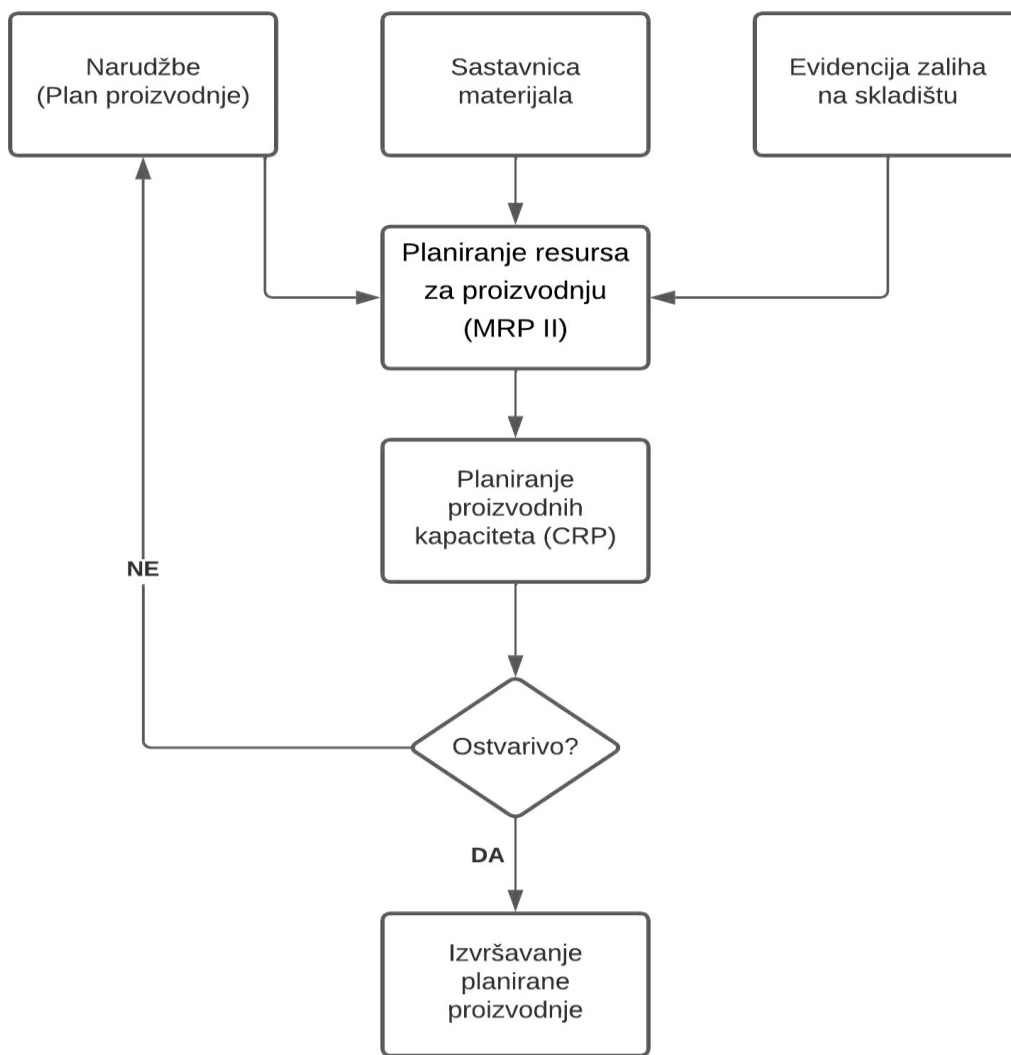 Narudžbe
(Plan proizvodnje)
Sastavnica
materijala
Evidencija zaliha
na skladištu
Planiranje resursa
za proizvodnju
(MRP II)
Planiranje
proizvodnih
kapaciteta (CRP)
NE
Ostvarivo?
DA
Izvršavanje
planirane
proizvodnje